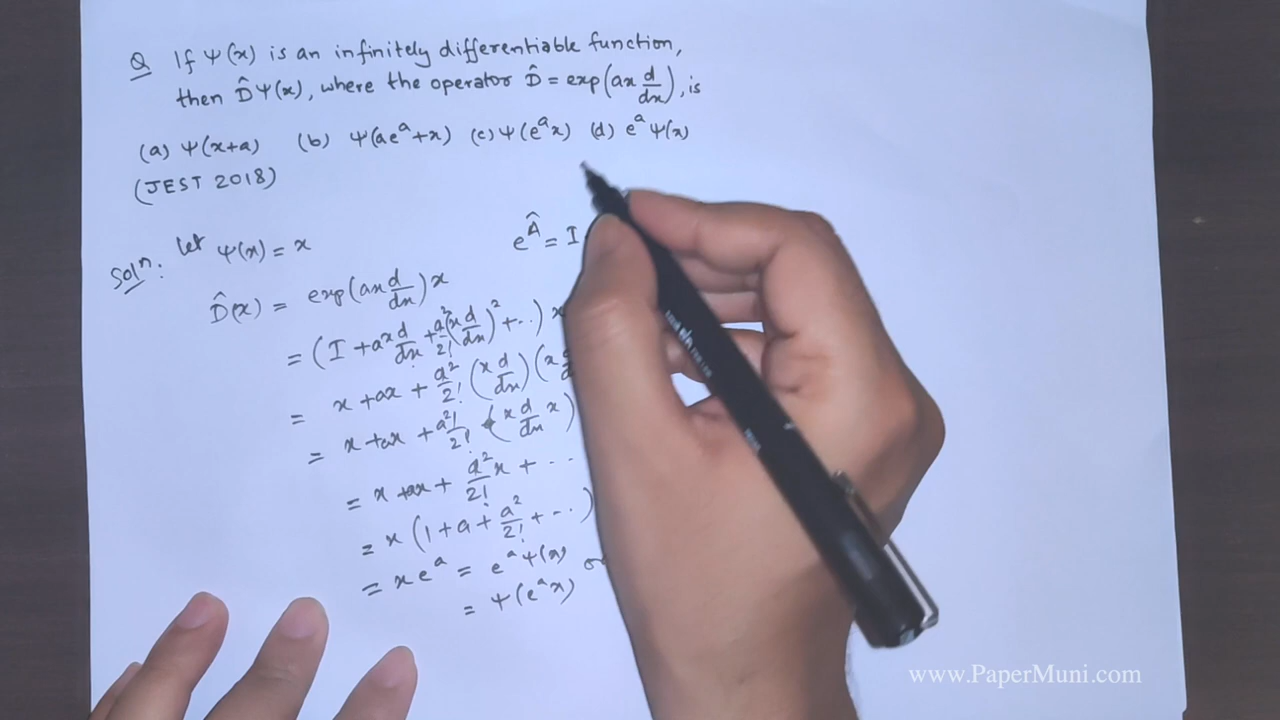 Q If ψ(x) is an infinitely differentiable function,
then D̂ψ(x), where the operator D̂ = exp(ax d/dx), is
(a) ψ(x+a) (b) ψ(ae^a+x) (c) ψ(e^a x) (d) e^a ψ(x)
(JEST 2018)
Solⁿ: let ψ(x) = x
e^Â = I
D̂(x) = exp(ax d/dx) x
= (I + ax d/dx + a²/2! (x d/dx)² + ..) x
= x + ax + a²/2! (x d/dx)(x
= x + ax + a²/2! (x d/dx x)
= x + ax + a²/2! x + ...
= x (1 + a + a²/2! + ...)
= x e^a = e^a ψ(x) or
= ψ(e^a x)
www.PaperMuni.com